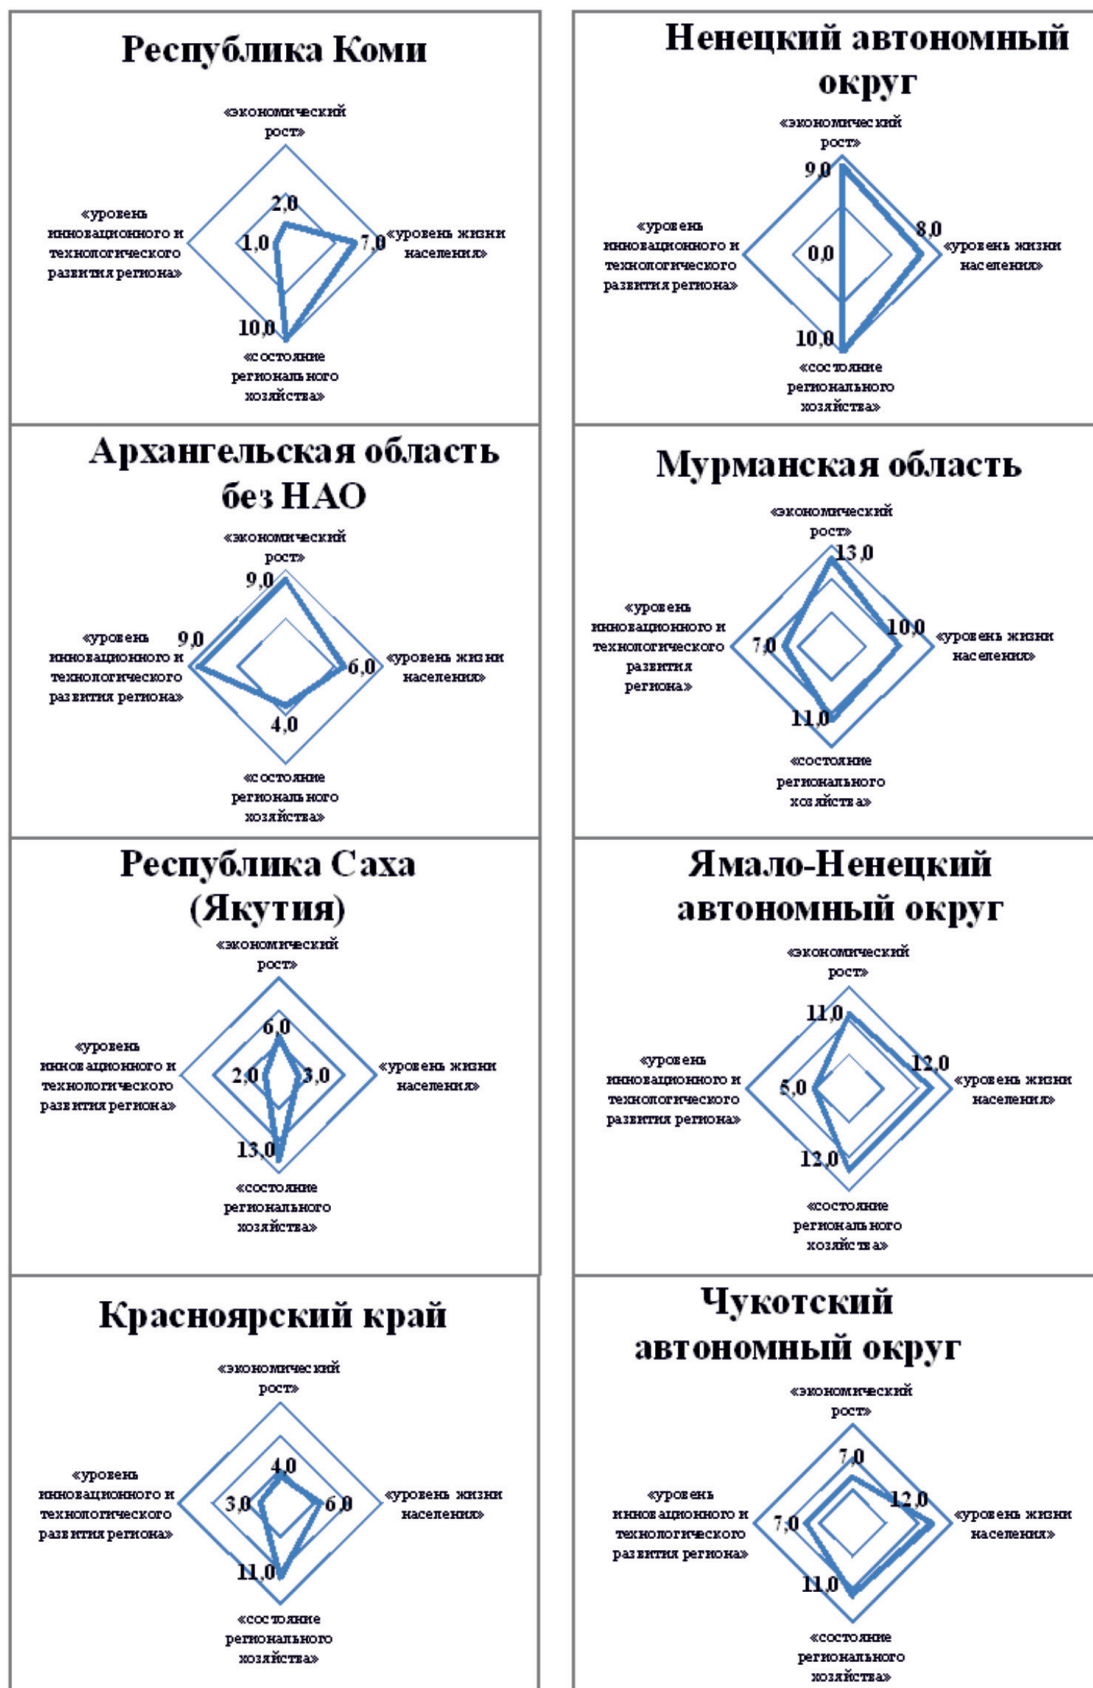 Республика Коми
«экономический
рост»
2,0
«уровень
инновационного и
технологического
развития региона»
1,0
7,0
«уровень жизни
населения»
10,0
«состояние
регионального
хозяйства»
Ненецкий автономный
округ
«экономический
рост»
9,0
«уровень
инновационного и
технологического
развития региона»
0,0
8,0
«уровень жизни
населения»
10,0
«состояние
регионального
хозяйства»
Архангельская область
без НАО
«экономический
рост»
9,0
9,0
«уровень
инновационного и
технологического
развития региона»
6,0
«уровень жизни
населения»
4,0
«состояние
регионального
хозяйства»
Мурманская область
«экономический
рост»
13,0
«уровень
инновационного и
технологического
развития
региона»
7,0
10,0
«уровень жизни
населения»
11,0
«состояние
регионального
хозяйства»
Республика Саха
(Якутия)
«экономический
рост»
6,0
«уровень
инновационного и
технологического
развития региона»
2,0
3,0
«уровень жизни
населения»
13,0
«состояние
регионального
хозяйства»
Ямало-Ненецкий
автономный округ
«экономический
рост»
11,0
«уровень
инновационного и
технологического
развития региона»
5,0
12,0
«уровень жизни
населения»
12,0
«состояние
регионального
хозяйства»
Красноярский край
«экономический
рост»
4,0
«уровень
инновационного и
технологического
развития региона»
3,0
6,0
«уровень жизни
населения»
11,0
«состояние
регионального
хозяйства»
Чукотский
автономный округ
«экономический
рост»
7,0
«уровень
инновационного и
технологического
развития региона»
7,0
12,0
«уровень жизни
населения»
11,0
«состояние
регионального
хозяйства»